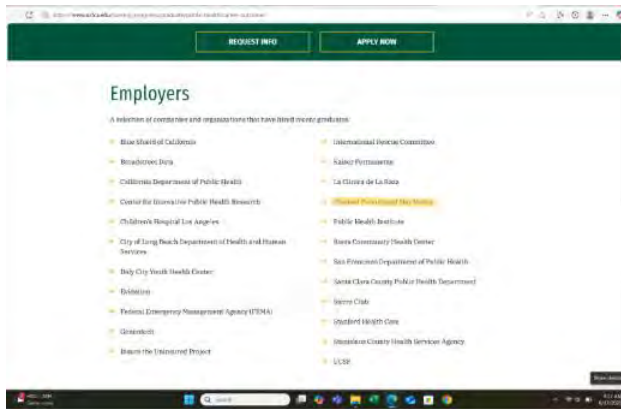 REQUEST INFO
APPLY NOW
Employers
A selection of companies and organizations that have hired recent graduates
Blue Shield of California
Broadstreet Data
California Department of Public Health
Center for Innovative Public Health Research
Children's Hospital Los Angeles
City of Long Beach Department of Health and Human
Services
Daly City Youth Health Center
Evidation
Federal Emergency Management Agency (FEMA)
Genentech
Insure the Uninsured Project
International Rescue Committee
Kaiser Permanente
La Clinica de La Raza
Planned Parenthood Mar Monte
Public Health Institute
Roots Community Health Center
San Francisco Department of Public Health
Santa Clara County Public Health Department
Sierra Club
Stanford Health Care
Stanislaus County Health Services Agency
UCSF
Search